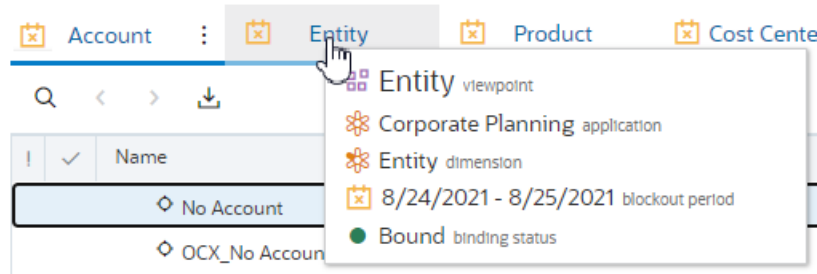 Account Entity Product Cost Cente
Entity viewpoint
Corporate Planning application
! Name
Entity dimension
No Account
8/24/2021 - 8/25/2021 blockout period
OCX_No Accoun
Bound binding status